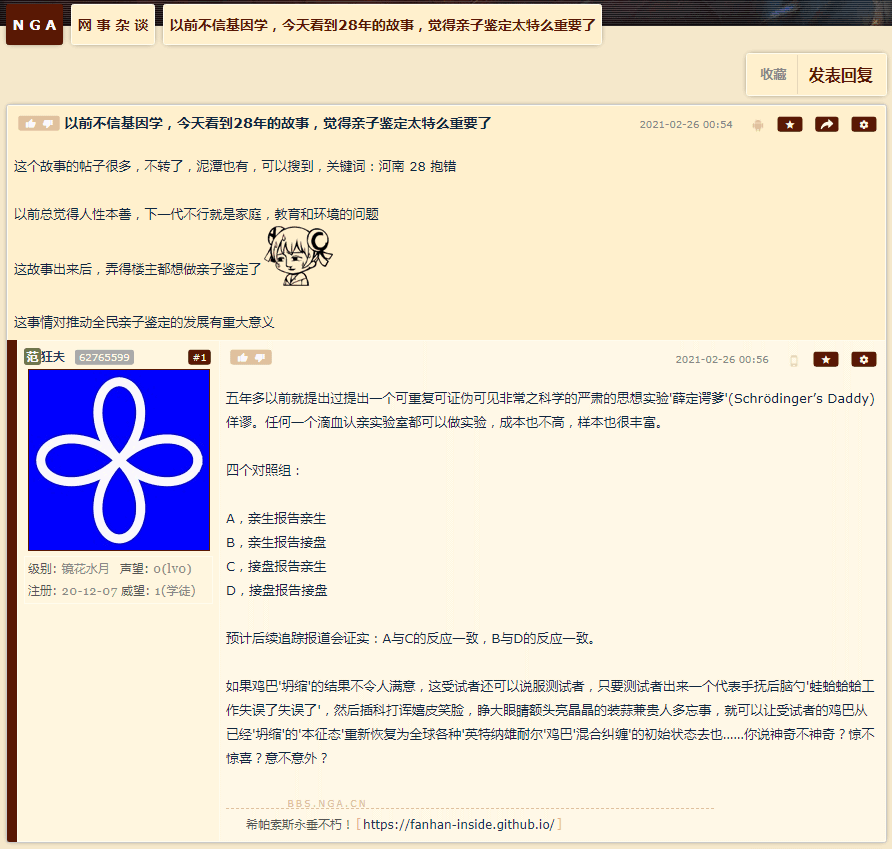 NGA 网事杂谈 以前不信基因学，今天看到28年的故事，觉得亲子鉴定太特么重要了
收藏 发表回复
以前不信基因学，今天看到28年的故事，觉得亲子鉴定太特么重要了 2021-02-26 00:54
这个故事的帖子很多，不转了，泥潭也有，可以搜到，关键词：河南 28 抱错
以前总觉得人性本善，下一代不行就是家庭，教育和环境的问题
这故事出来后，弄得楼主都想做亲子鉴定了
这事情对推动全民亲子鉴定的发展有重大意义
范狂夫 62765599 #1 2021-02-26 00:56
级别: 镜花水月 声望: 0(lv0)
注册: 20-12-07 威望: 1(学徒)
五年多以前就提出过提出一个可重复可证伪可见非常之科学的严肃的思想实验'薛定谔爹'(Schrödinger’s Daddy)
佯谬。任何一个滴血认亲实验室都可以做实验，成本也不高，样本也很丰富。
四个对照组：
A，亲生报告亲生
B，亲生报告接盘
C，接盘报告亲生
D，接盘报告接盘
预计后续追踪报道会证实：A与C的反应一致，B与D的反应一致。
如果鸡巴'坍缩'的结果不令人满意，这受试者还可以说服测试者，只要测试者出来一个代表手抚后脑勺'蛙蛤蛤蛤工
作失误了失误了'，然后插科打诨嬉皮笑脸，睁大眼腈额头亮晶晶的装蒜兼贵人多忘事，就可以让受试者的鸡巴从
已经'坍缩'的'本征态'重新恢复为全球各种'英特纳雄耐尔'鸡巴'混合纠缠'的初始状态去也……你说神奇不神奇？惊不
惊喜？意不意外？
BBS.NGA.CN
希帕索斯永垂不朽！[https://fanhan-inside.github.io/]